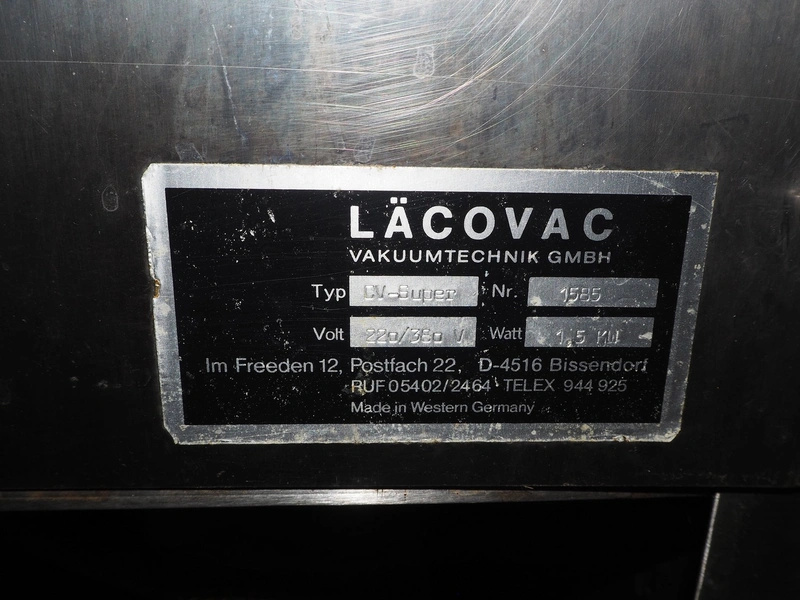 LÄCOVAC
VAKUUMTECHNIK GMBH
Typ CV-Super Nr. 1585
Volt 220/380 V Watt 1,5 KW
Im Freeden 12, Postfach 22, D-4516 Bissendorf
RUF 05402/2464 · TELEX 944 925
Made in Western Germany